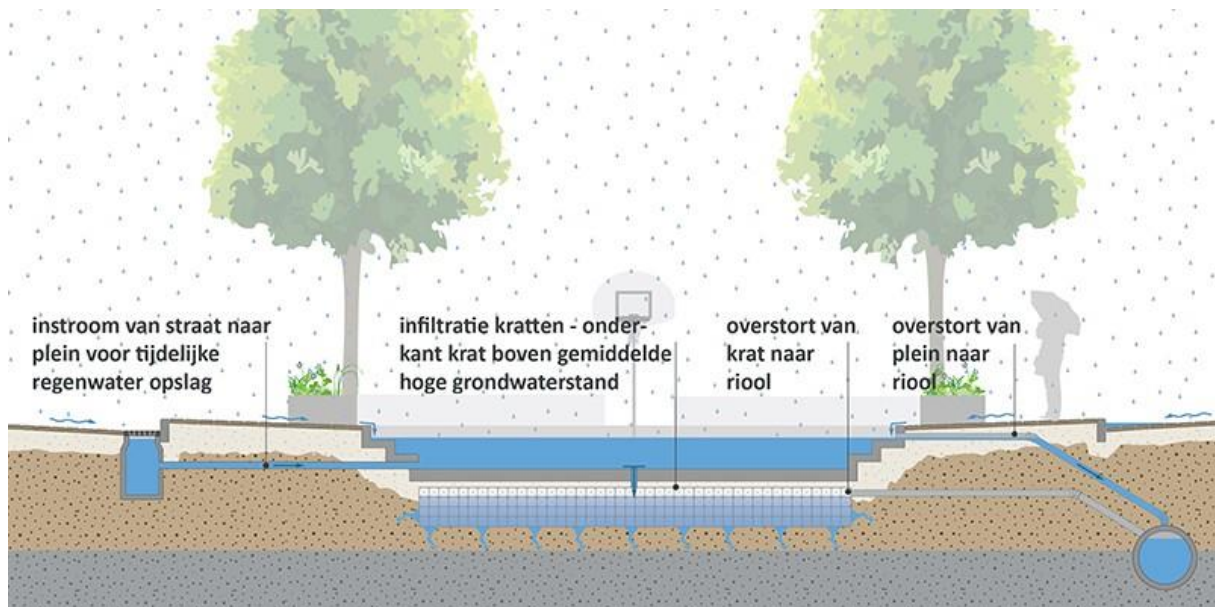 instroom van straat naar
plein voor tijdelijke
regenwater opslag
infiltratie kratten - onder-
kant krat boven gemiddelde
hoge grondwaterstand
overstort van
krat naar
riool
overstort van
plein naar
riool